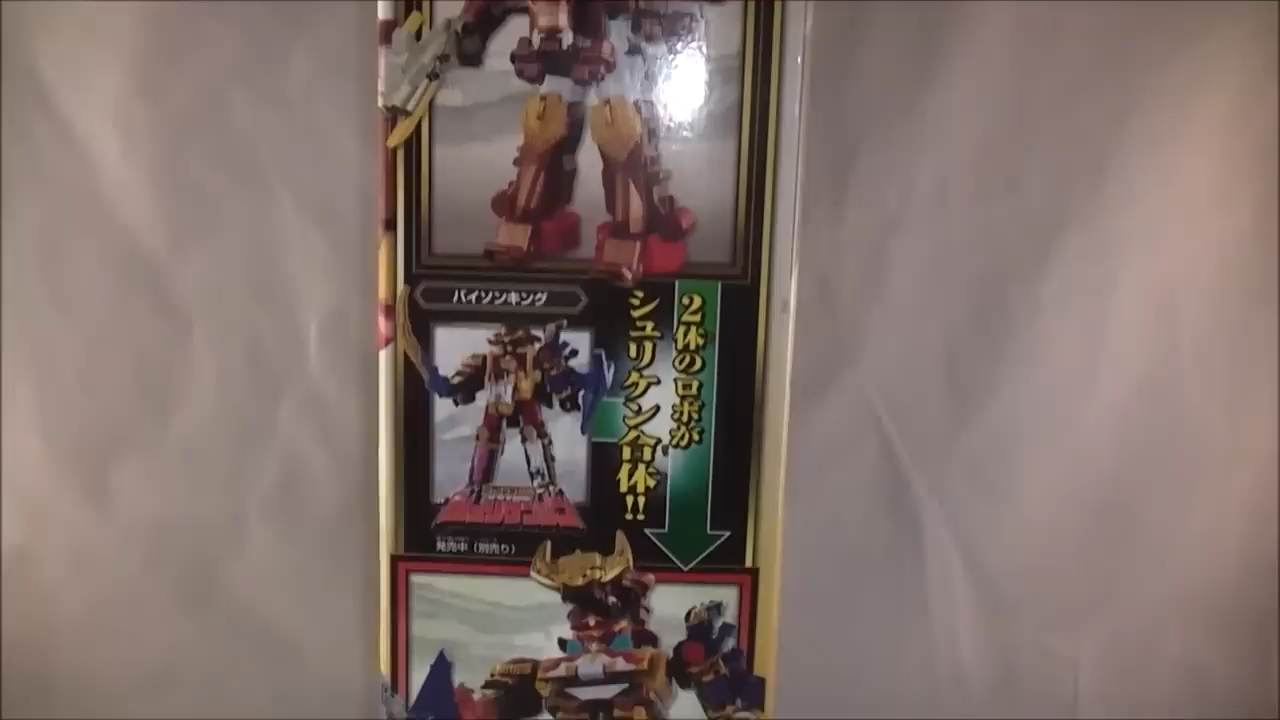 バイソンキング
2体のロボが
シュリケン合体!!
発売中(別売り)